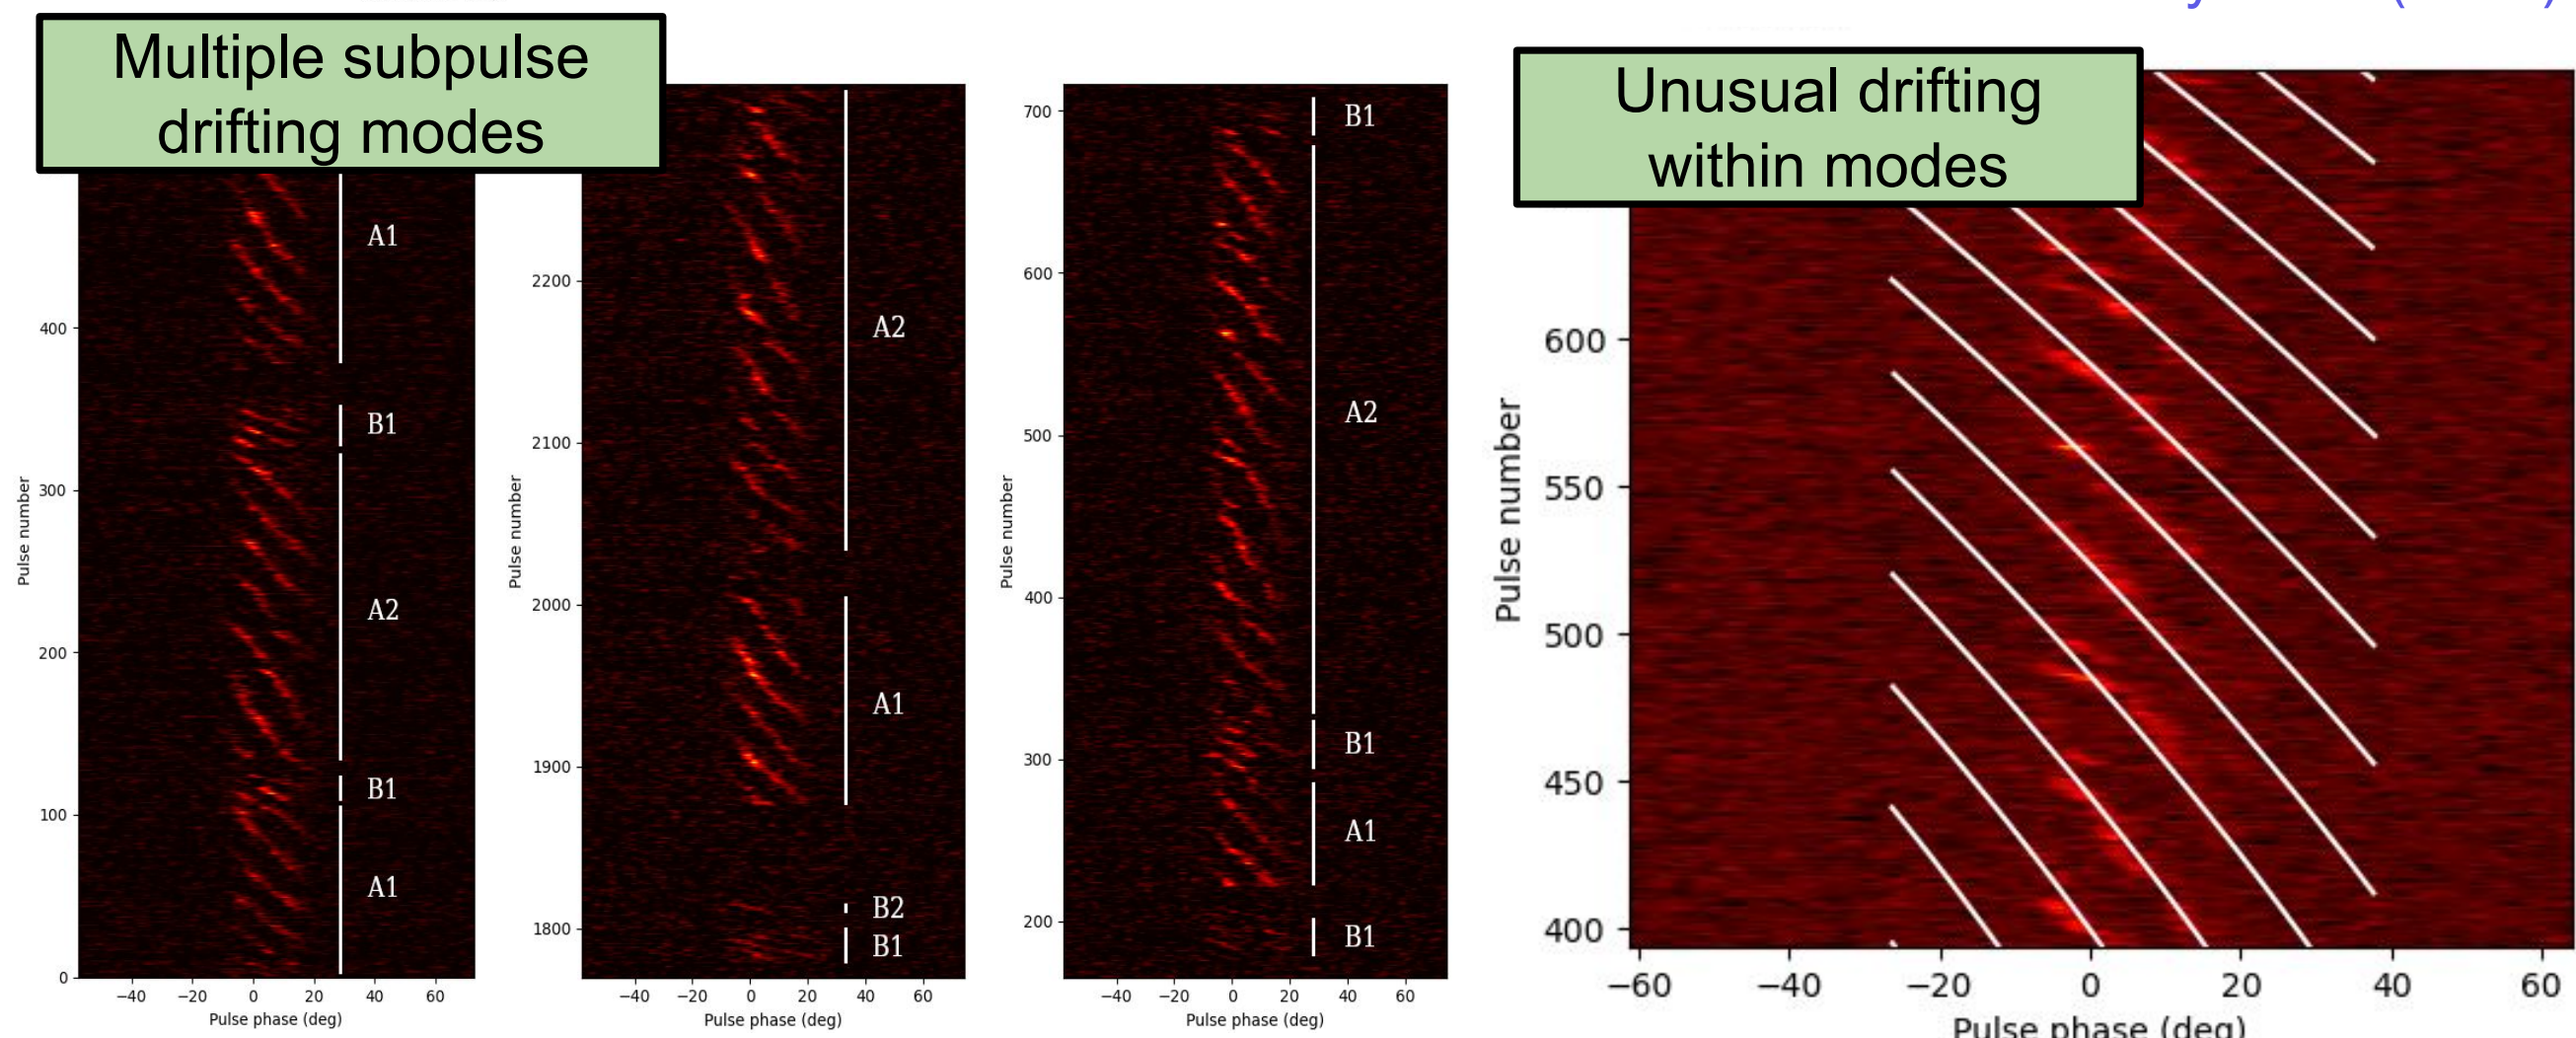 Multiple subpulse
drifting modes
Unusual drifting
within modes
Pulse number
400
300
200
100
0
−40
−20
0
20
40
60
Pulse phase (deg)
A1
B1
A2
B1
A1
Pulse number
2200
2100
2000
1900
1800
−40
−20
0
20
40
60
Pulse phase (deg)
A2
A1
B2
B1
Pulse number
700
600
500
400
300
200
−40
−20
0
20
40
60
Pulse phase (deg)
B1
A2
B1
A1
B1
Pulse number
600
550
500
450
400
−60
−40
−20
0
20
40
60
Pulse phase (deg)